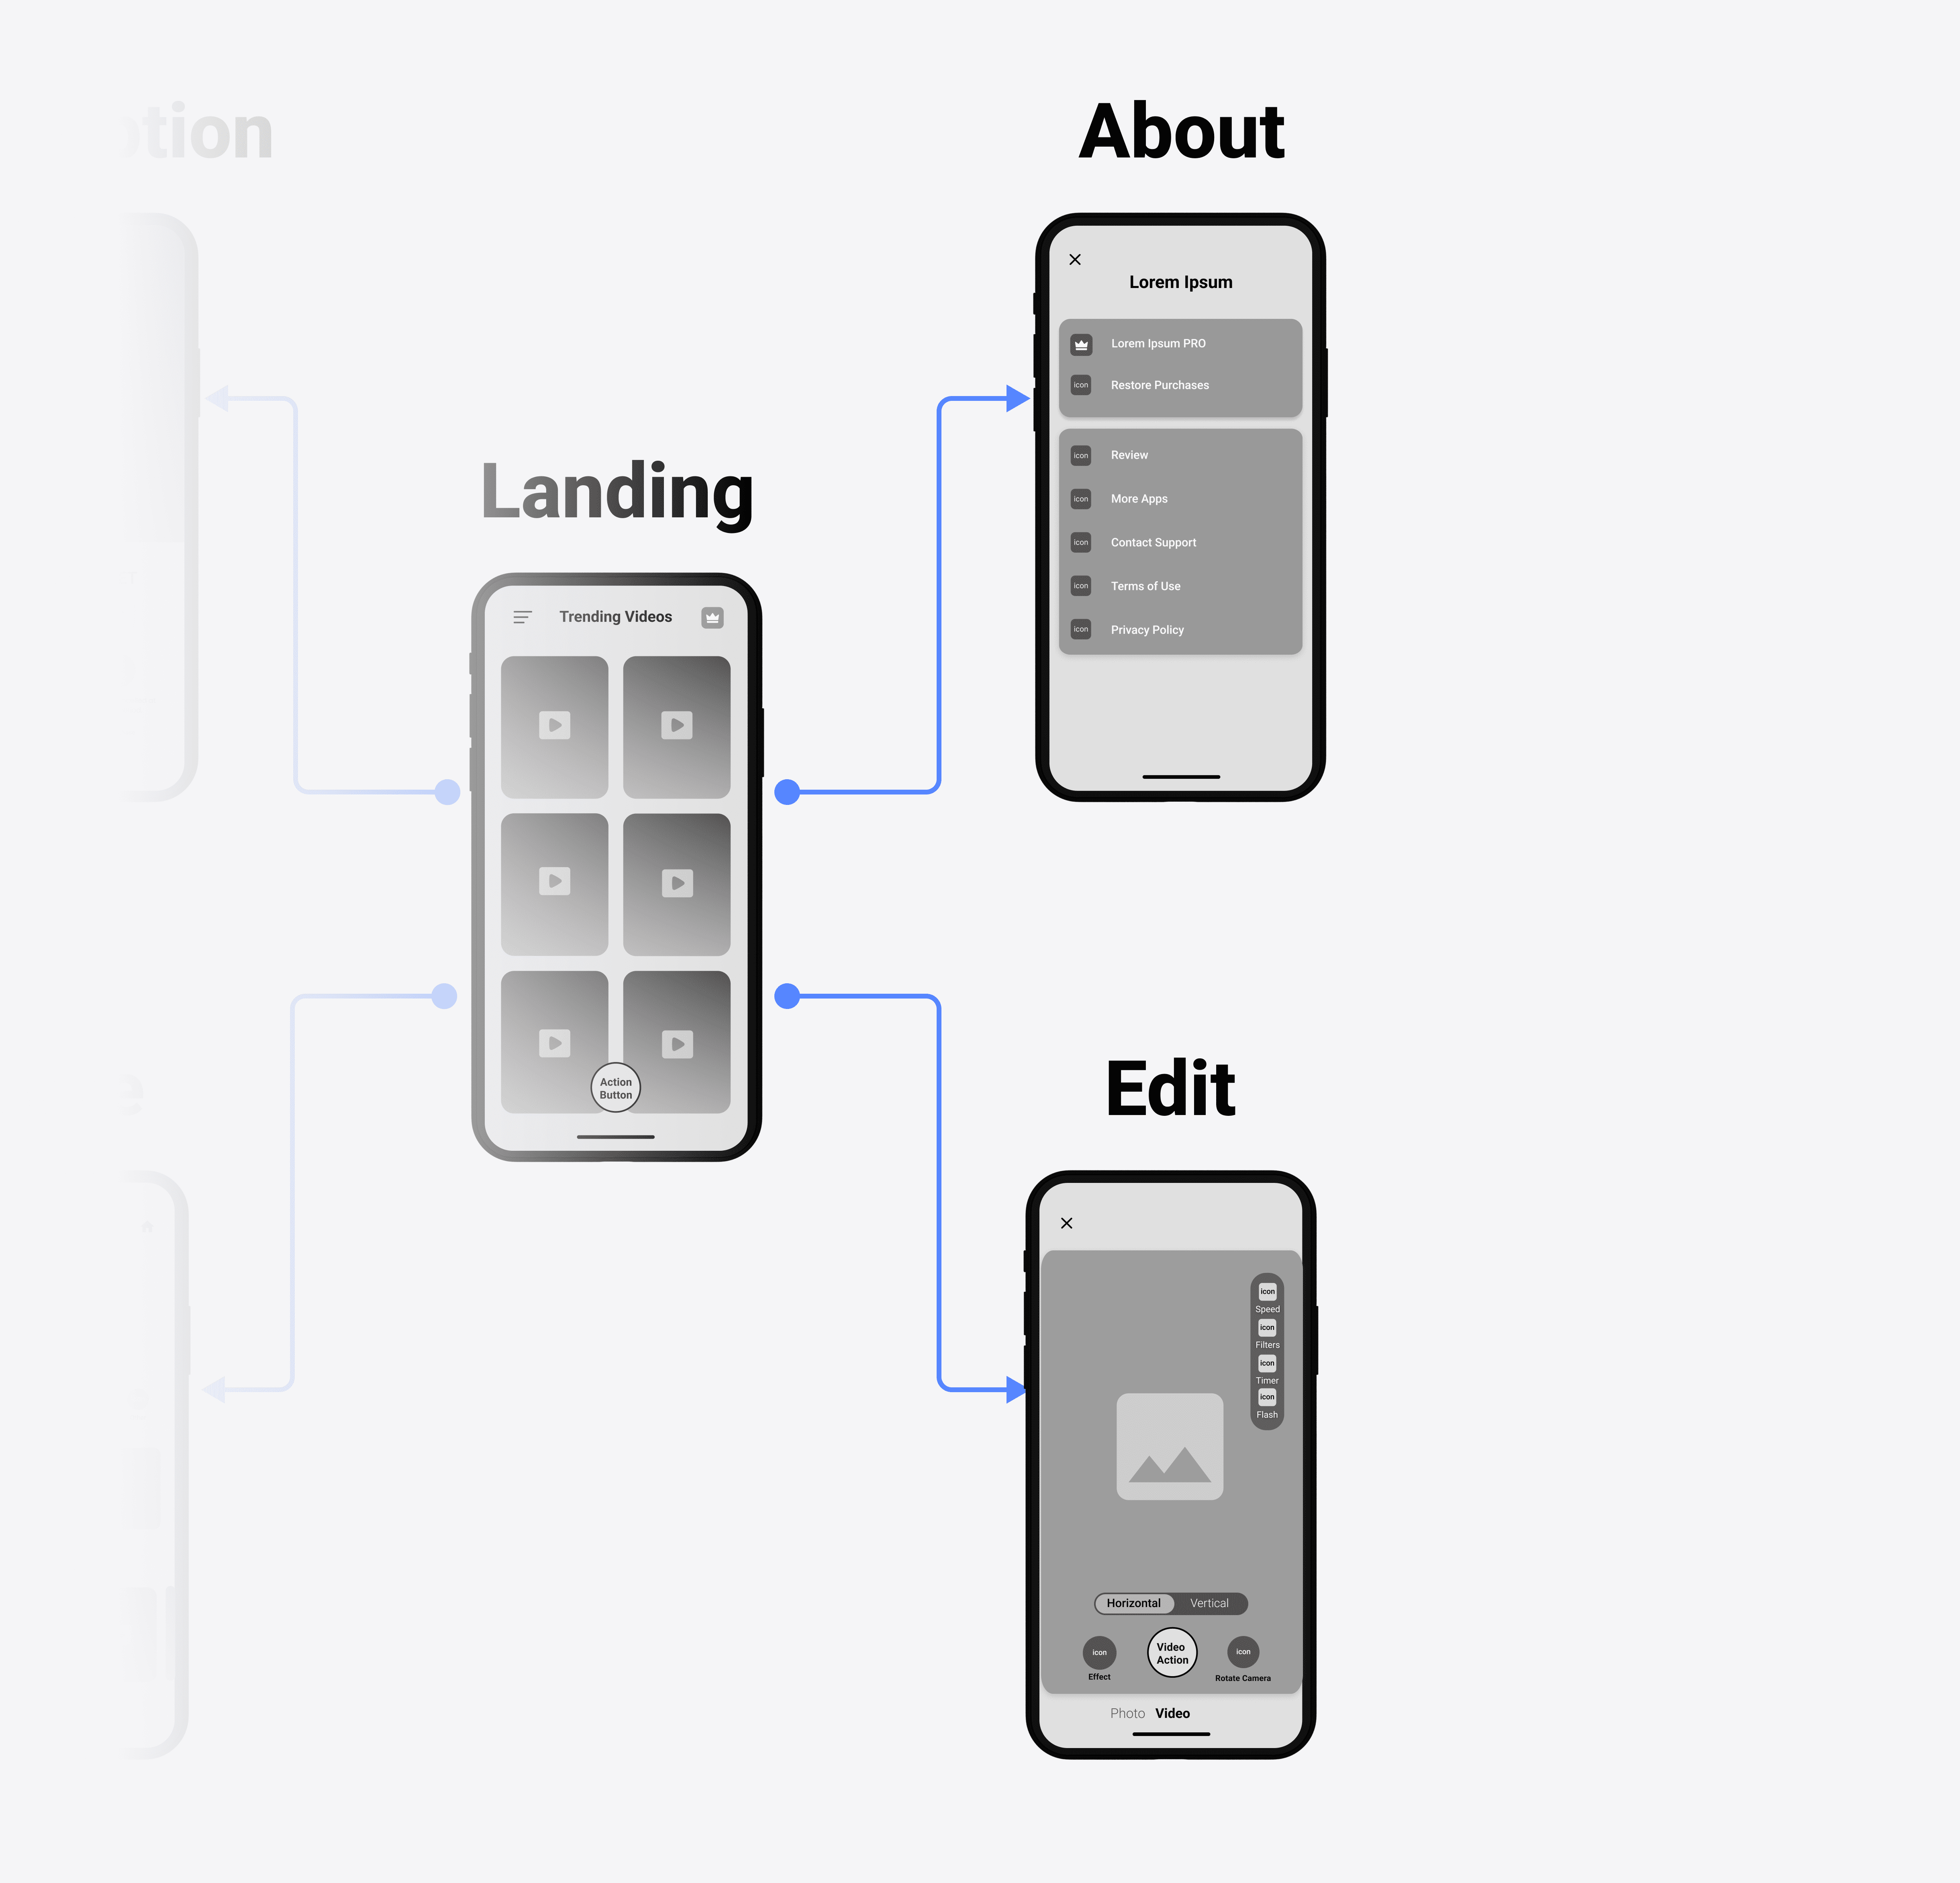 About
Lorem Ipsum
Lorem Ipsum PRO
icon Restore Purchases
icon Review
icon More Apps
icon Contact Support
icon Terms of Use
icon Privacy Policy
Landing
Trending Videos
Action
Button
Edit
icon
Speed
icon
Filters
icon
Timer
icon
Flash
Horizontal Vertical
icon
Effect
Video
Action
icon
Rotate Camera
Photo Video